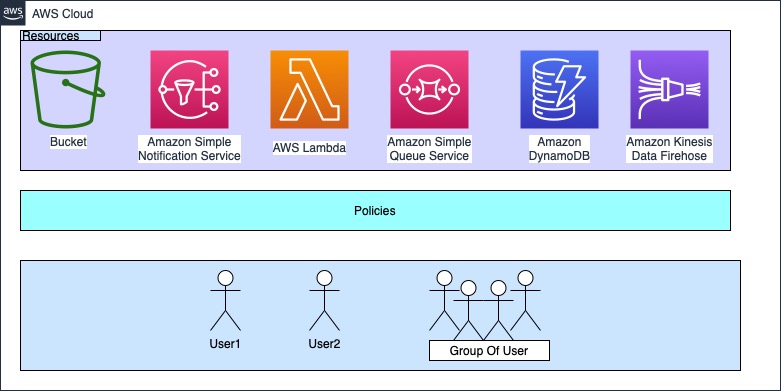 aws
AWS Cloud
Resources
Bucket
Amazon Simple
Notification Service
AWS Lambda
Amazon Simple
Queue Service
Amazon
DynamoDB
Amazon Kinesis
Data Firehose
Policies
User1
User2
Group Of User